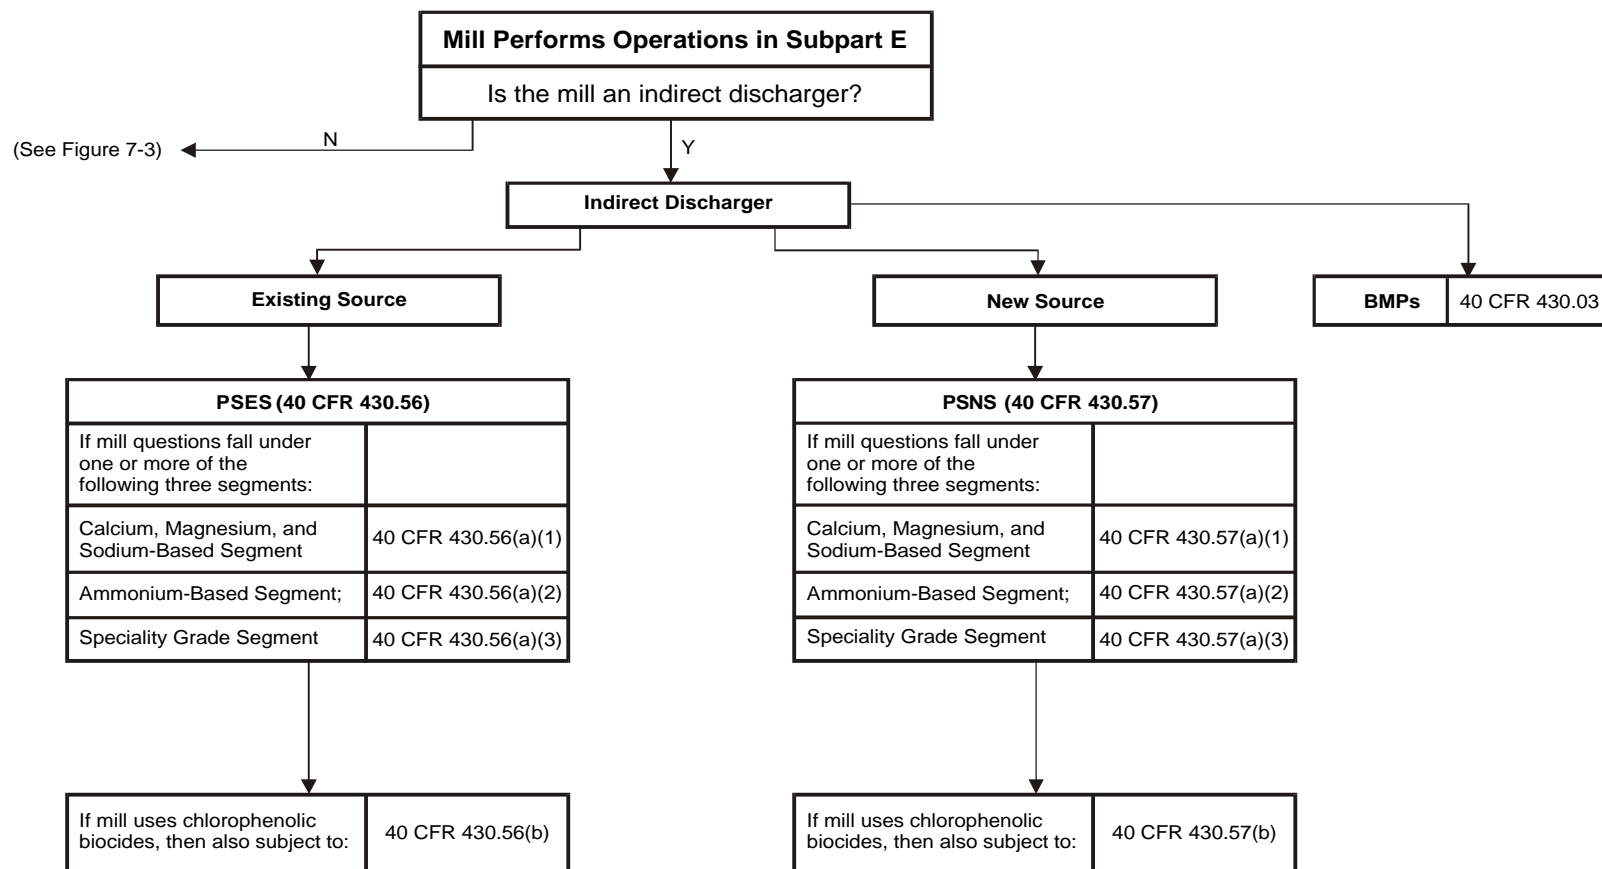 Mill Performs Operations in Subpart E
Is the mill an indirect discharger?
(See Figure 7-3)
N
Y
Indirect Discharger
Existing Source
New Source
BMPs
40 CFR 430.03
PSES (40 CFR 430.56)
If mill questions fall under
one or more of the
following three segments:
Calcium, Magnesium, and
Sodium-Based Segment
40 CFR 430.56(a)(1)
Ammonium-Based Segment;
40 CFR 430.56(a)(2)
Speciality Grade Segment
40 CFR 430.56(a)(3)
If mill uses chlorophenolic
biocides, then also subject to:
40 CFR 430.56(b)
PSNS (40 CFR 430.57)
If mill questions fall under
one or more of the
following three segments:
Calcium, Magnesium, and
Sodium-Based Segment
40 CFR 430.57(a)(1)
Ammonium-Based Segment;
40 CFR 430.57(a)(2)
Speciality Grade Segment
40 CFR 430.57(a)(3)
If mill uses chlorophenolic
biocides, then also subject to:
40 CFR 430.57(b)